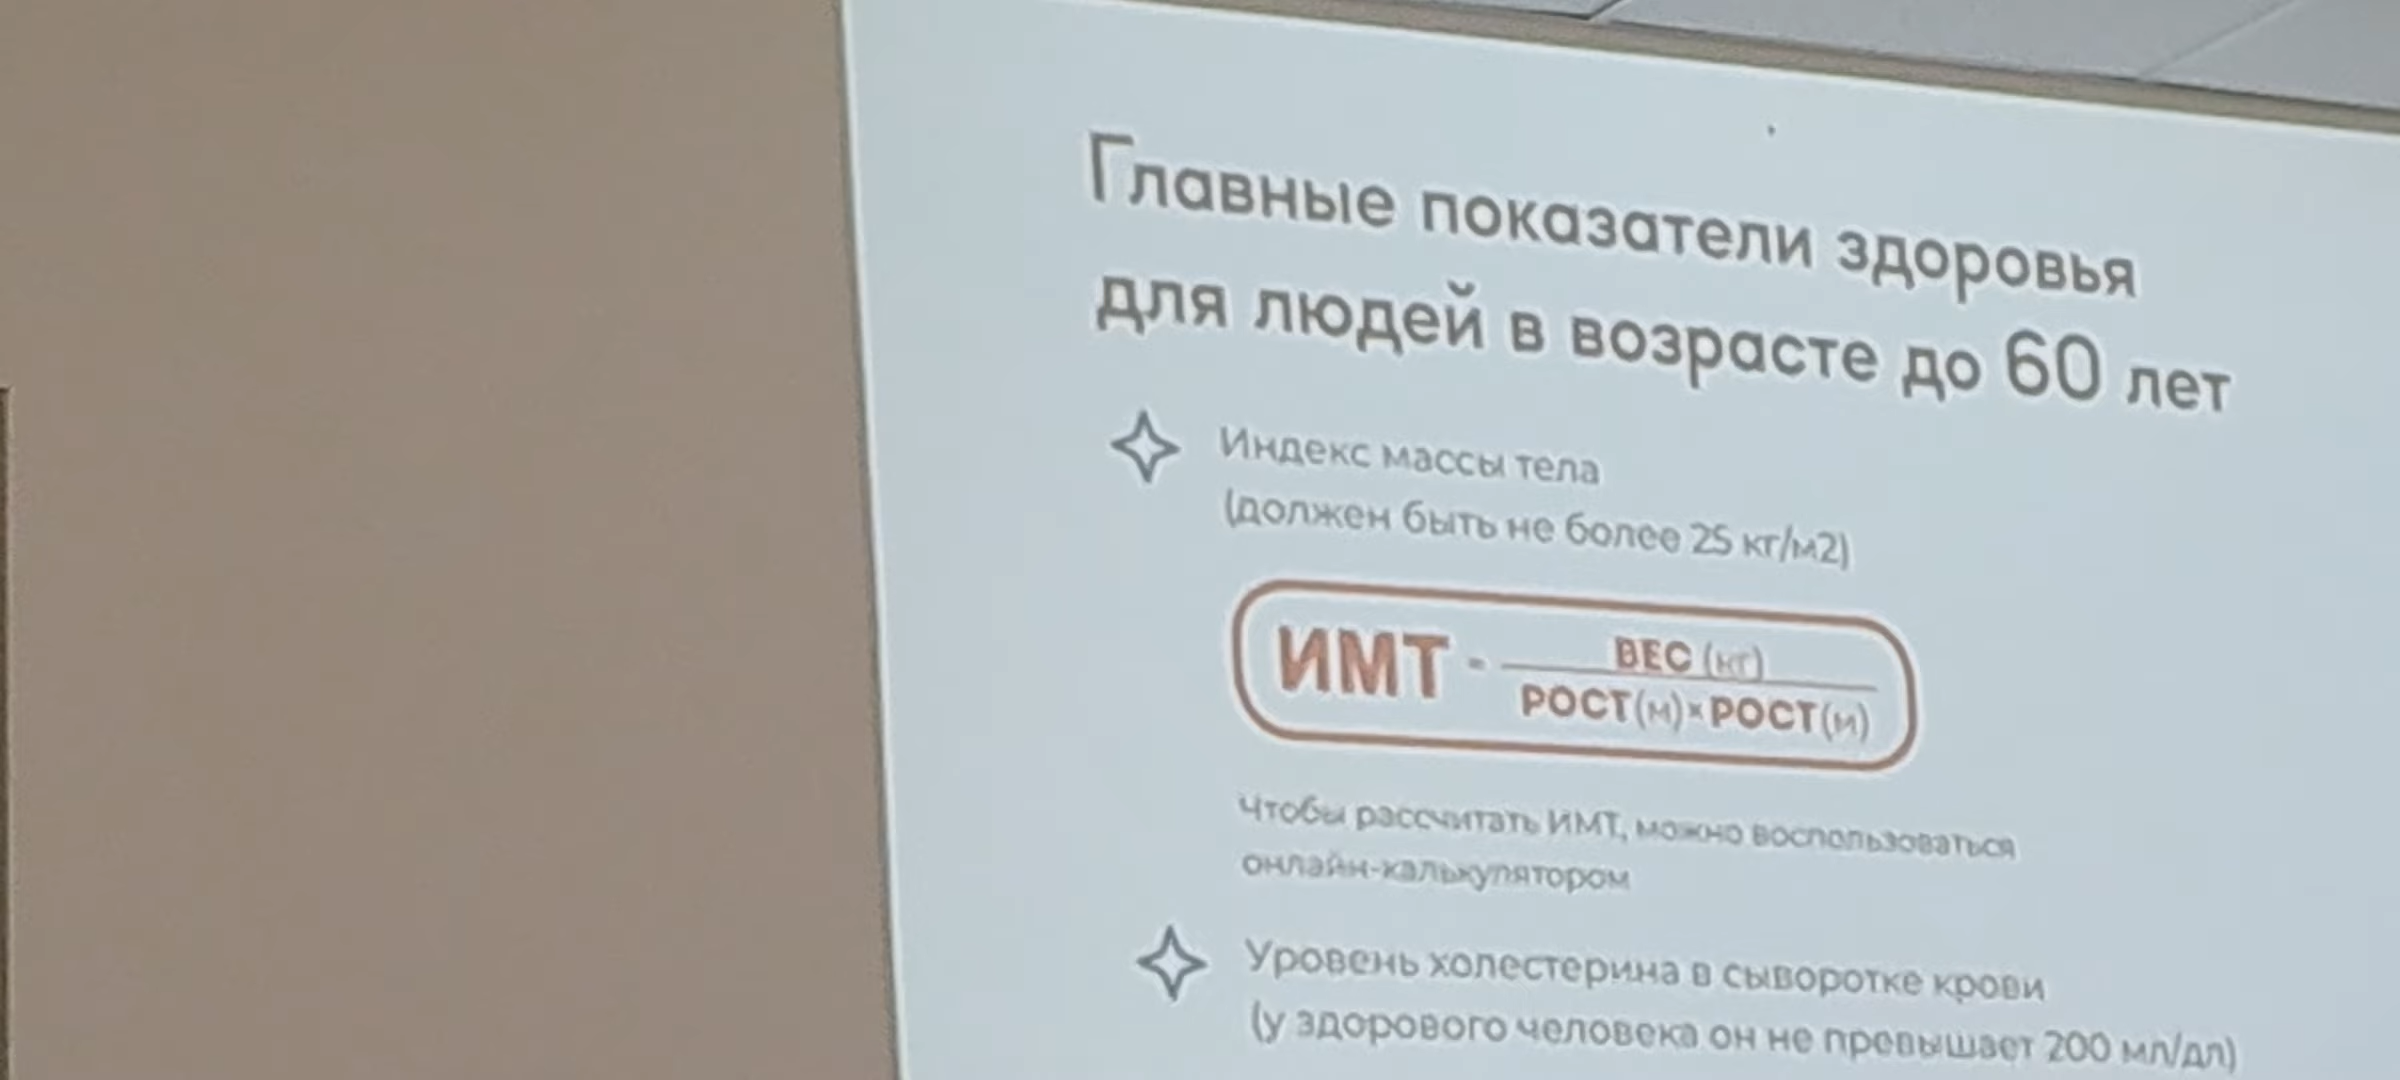 Главные показатели здоровья
для людей в возрасте до 60 лет
Индекс массы тела
(должен быть не более 25 кг/м2)
ИМТ - ВЕС (кг)
РОСТ(м)×РОСТ(м)
Чтобы рассчитать ИМТ, можно воспользоваться
онлайн-калькулятором
Уровень холестерина в сыворотке крови
(у здорового человека он не превышает 200 мл/дл)